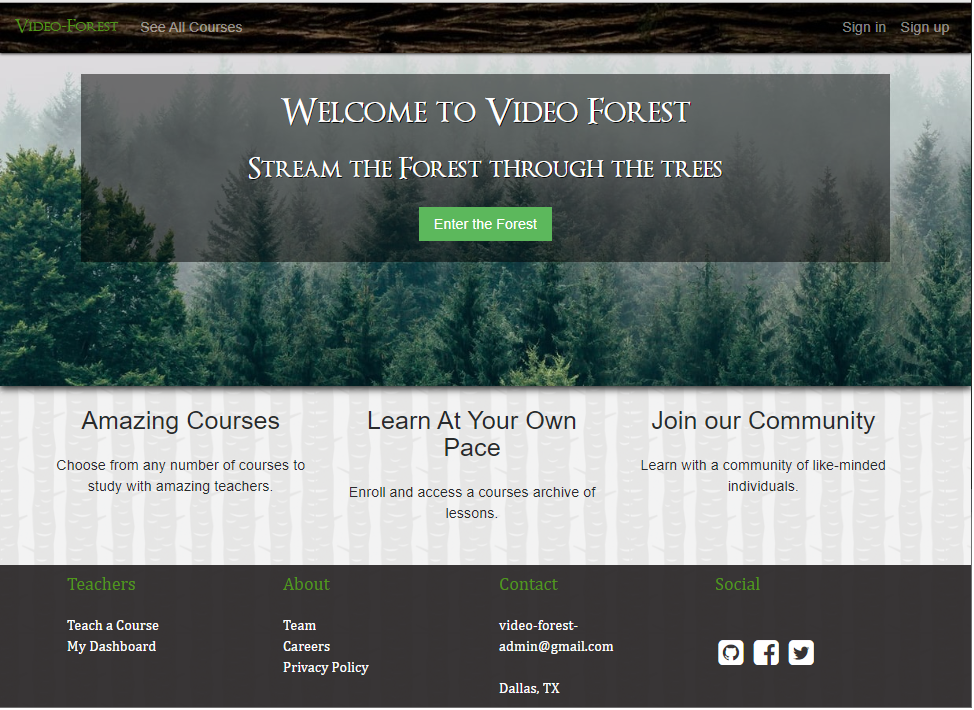 Video-Forest
See All Courses
Sign in
Sign up
Welcome to Video Forest
Stream the Forest through the trees
Enter the Forest
Amazing Courses
Choose from any number of courses to
study with amazing teachers.
Learn At Your Own
Pace
Enroll and access a courses archive of
lessons.
Join our Community
Learn with a community of like-minded
individuals.
Teachers
Teach a Course
My Dashboard
About
Team
Careers
Privacy Policy
Contact
video-forest-
admin@gmail.com
Dallas, TX
Social